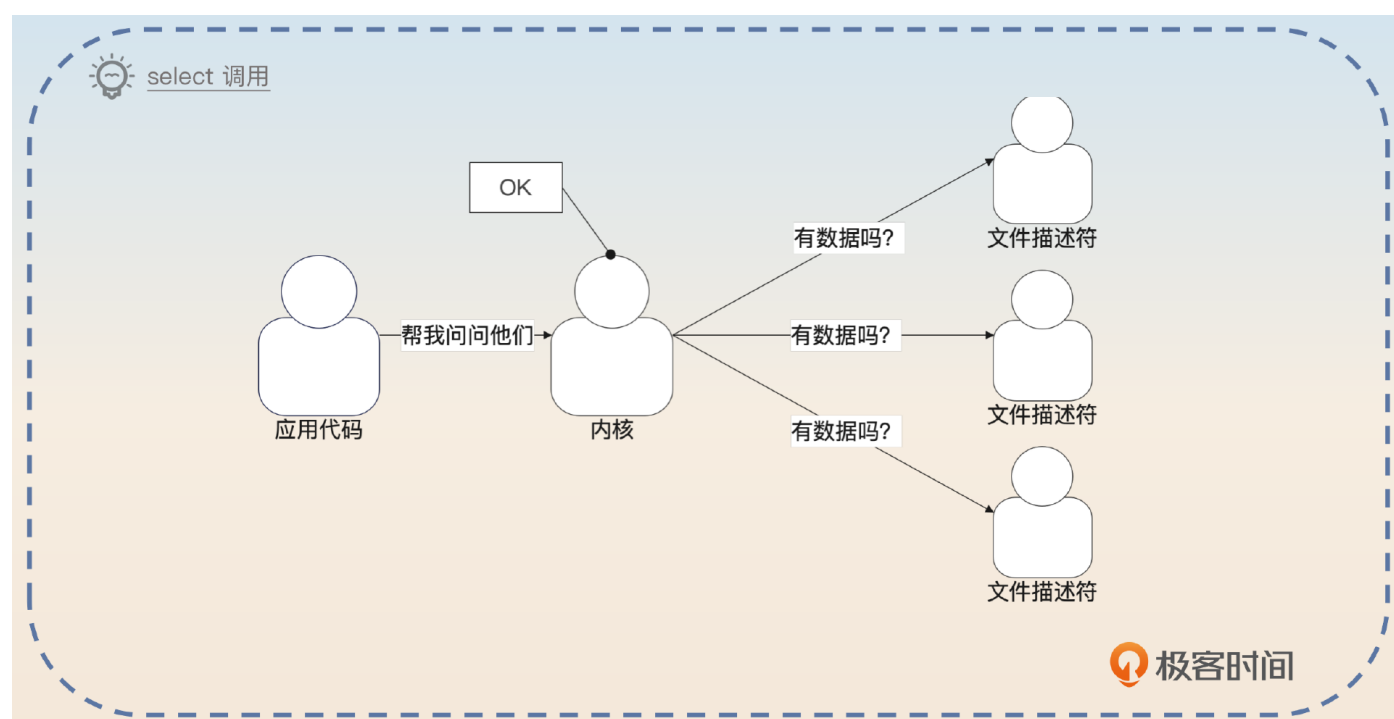 select 调用
OK
有数据吗？
文件描述符
帮我问问他们
有数据吗？
应用代码
内核
文件描述符
有数据吗？
文件描述符
极客时间